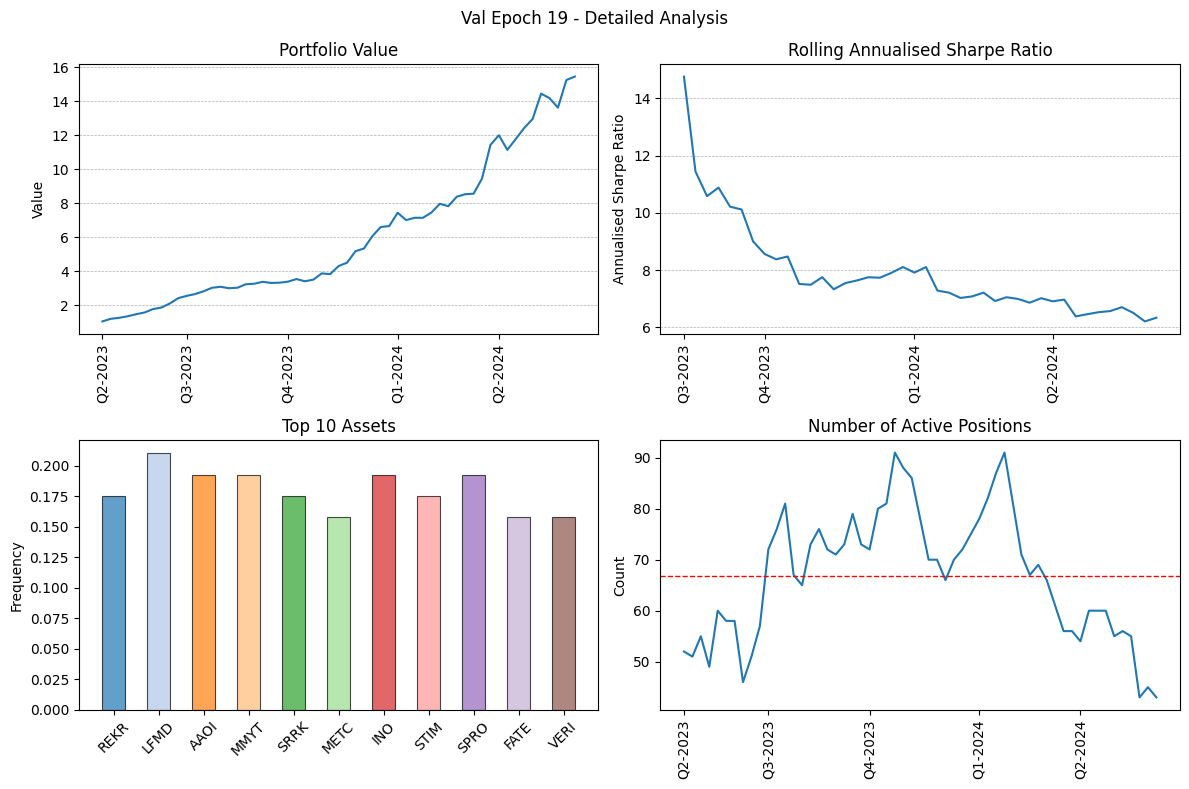 Val Epoch 19 - Detailed Analysis
Portfolio Value
Value
16
14
12
10
8
6
4
2
Q2-2023
Q3-2023
Q4-2023
Q1-2024
Q2-2024
Rolling Annualised Sharpe Ratio
Annualised Sharpe Ratio
14
12
10
8
6
Q3-2023
Q4-2023
Q1-2024
Q2-2024
Top 10 Assets
Frequency
0.200
0.175
0.150
0.125
0.100
0.075
0.050
0.025
0.000
REKR
LFMD
AAOI
MMYT
SRRK
METC
INO
STIM
SPRO
FATE
VERI
Number of Active Positions
Count
90
80
70
60
50
Q2-2023
Q3-2023
Q4-2023
Q1-2024
Q2-2024